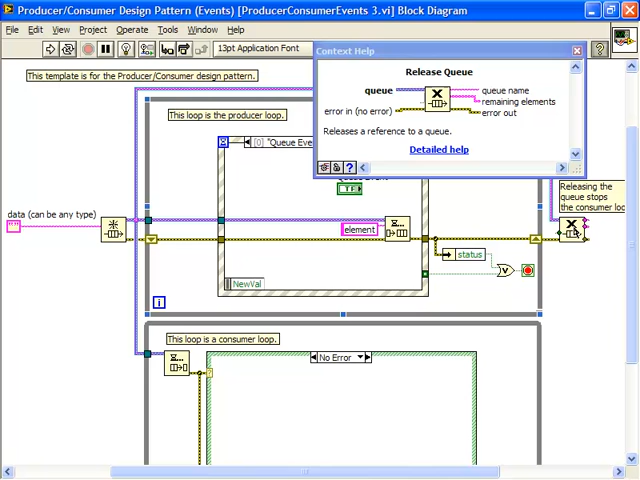 Producer/Consumer Design Pattern (Events) [ProducerConsumerEvents 3.vi] Block Diagram
File Edit View Project Operate Tools Window Help
13pt Application Font
Context Help
Release Queue
queue
error in (no error)
queue name
remaining elements
error out
Releases a reference to a queue.
Detailed help
This template is for the Producer/Consumer design pattern.
This loop is the producer loop.
[0] "Queue Eve
data (can be any type)
element
NewVal
status
Releasing the
queue stops
the consumer loo
i
This loop is a consumer loop.
No Error